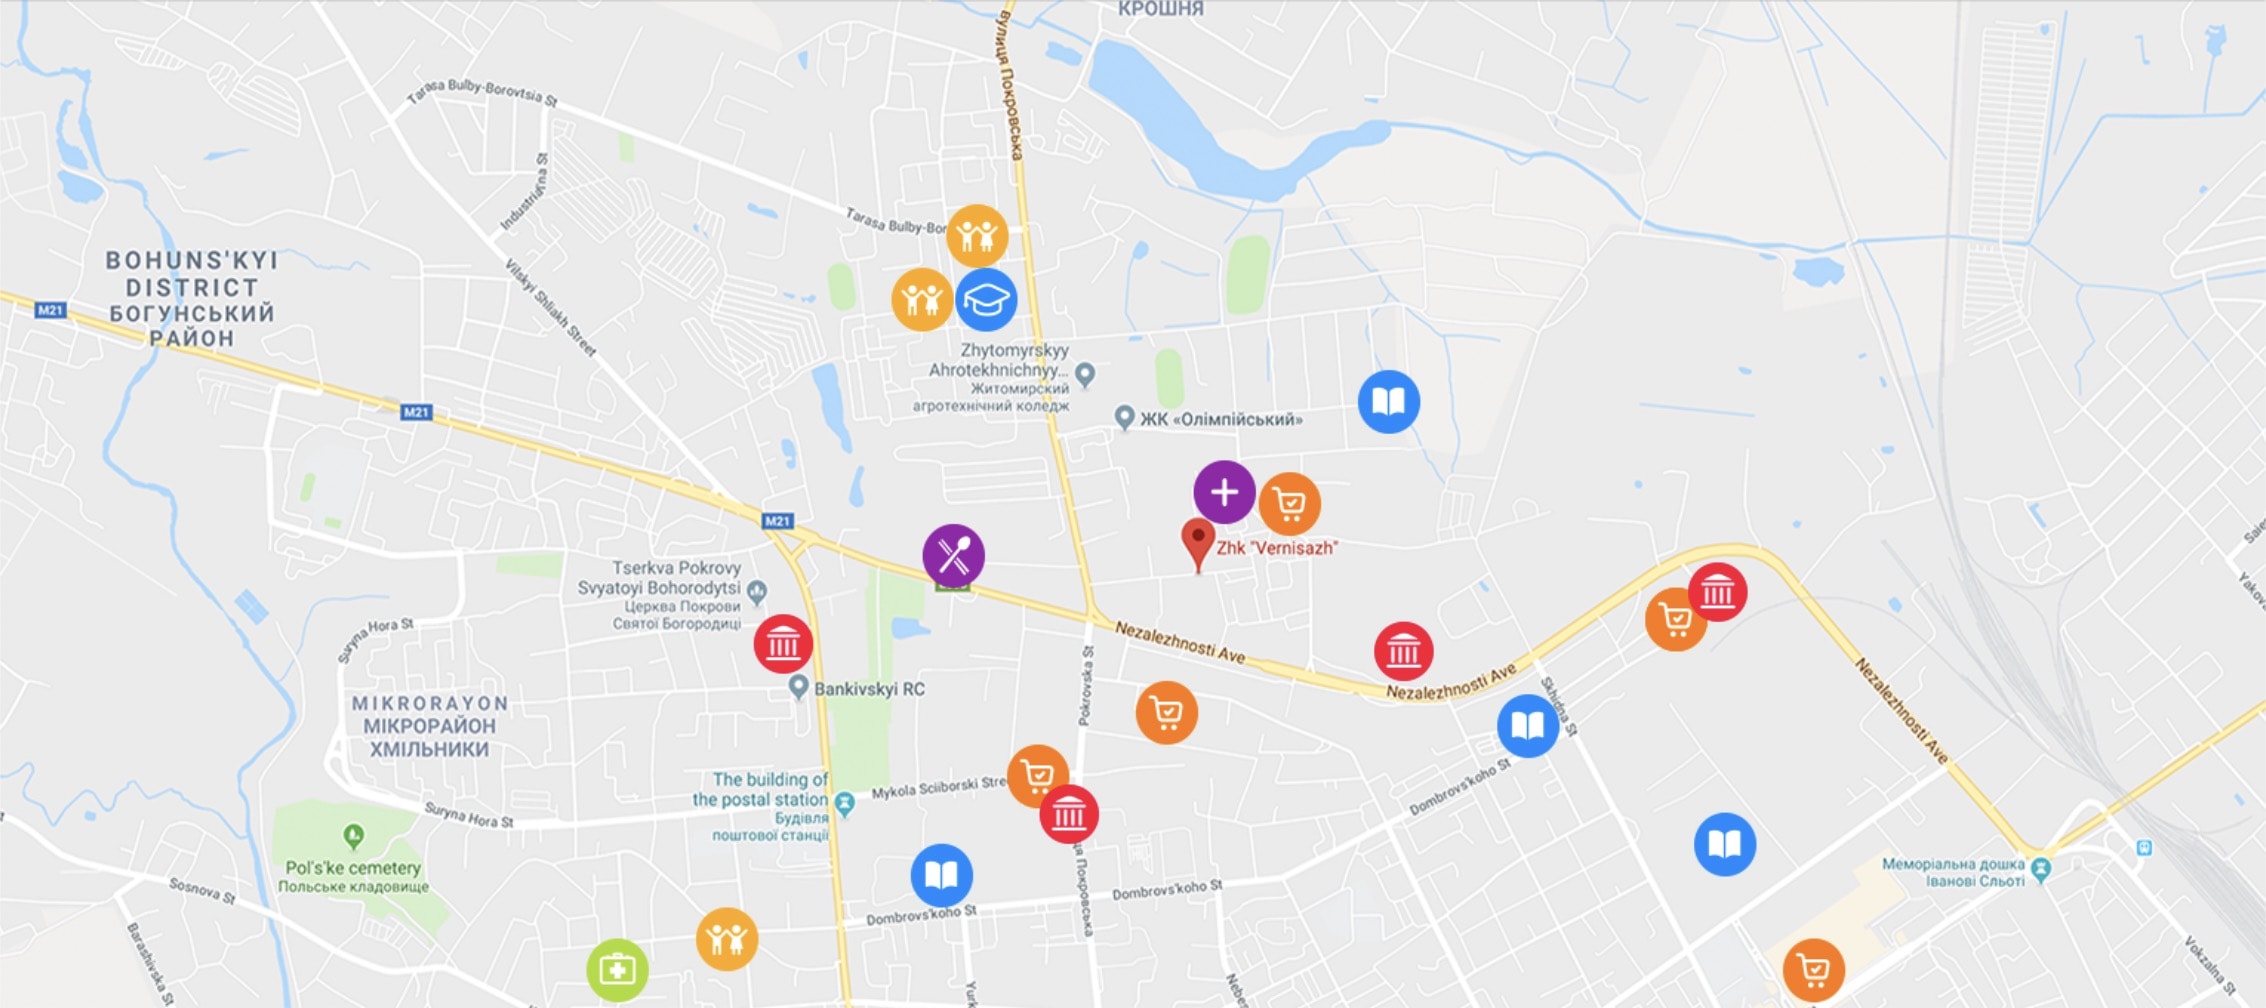 КРОШНЯ
вулиця Покровська
Tarasa Bulby-Borovtsia St
Industrialna St
Tarasa Bulby-Bor
BOHUNS'KYI
DISTRICT
БОГУНСЬКИЙ
РАЙОН
M21
Vilskyi Shliakh Street
Zhytomyrskyy
Ahrotekhnichnyy...
Житомирский
агротехнічний коледж
ЖК «Олімпійський»
M21
M21
Zhk "Vernisazh"
Tserkva Pokrovy
Svyatoyi Bohorodytsi
Церква Покрови
Святої Богородиці
Suryna Hora St
Nezalezhnosti Ave
Nezalezhnosti Ave
Nezalezhnosti Ave
Pokrovska St
Skhidna St
Bankivskyi RC
MIKRORAYON
МІКРОРАЙОН
ХМІЛЬНИКИ
The building of
the postal station
Будівля
поштової станції
Mykola Sciiborski Stre
Dombrovs'koho St
Suryna Hora St
Pol's'ke cemetery
Польське кладовище
ця Покровська
Sosnova St
Dombrovs'koho St
Dombrovs'koho St
Меморіальна дошка
Іванові Сльоті
Barashivska St
Vokzalna St
Yakov